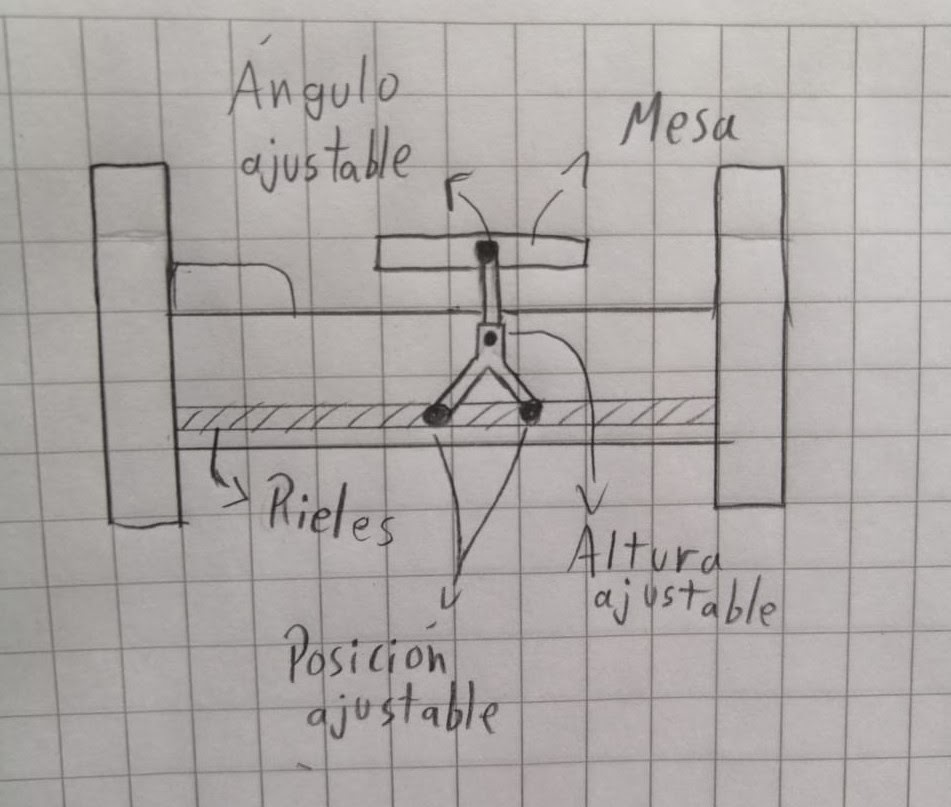 Ángulo
ajustable
Mesa
Rieles
Altura
ajustable
Posición
ajustable